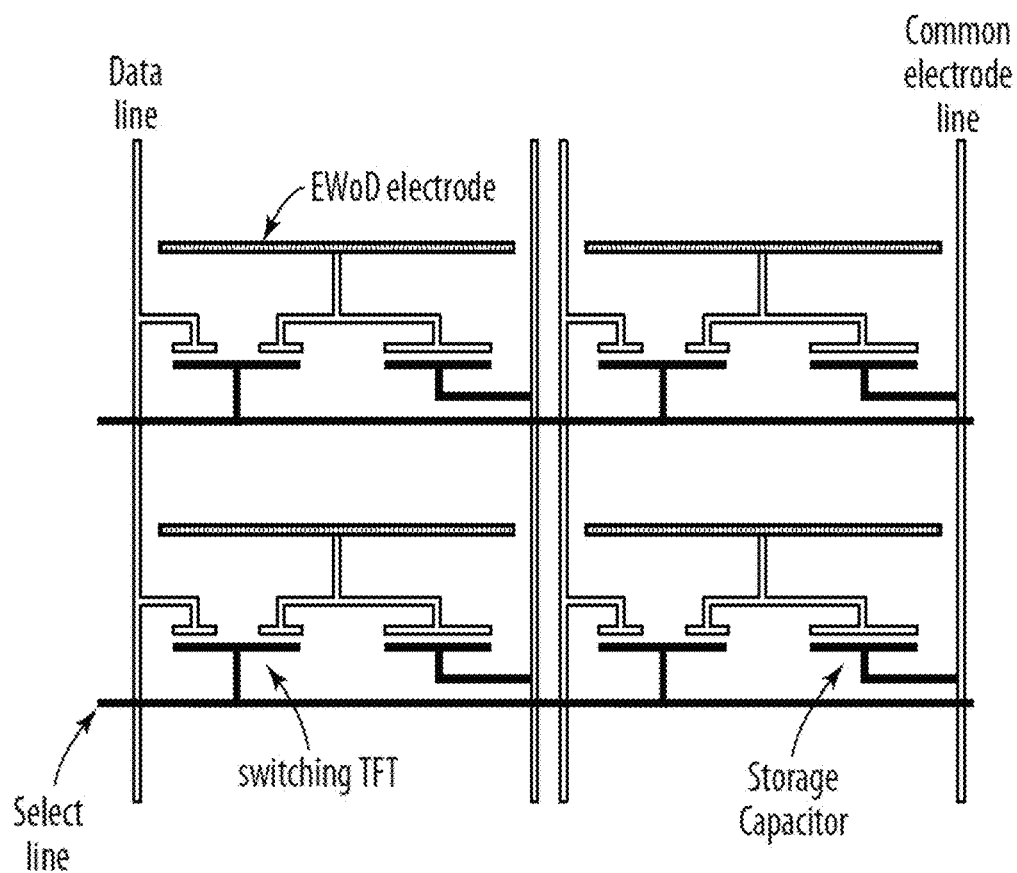 Data
line
Common
electrode
line
EWoD electrode
switching TFT
Storage
Capacitor
Select
line